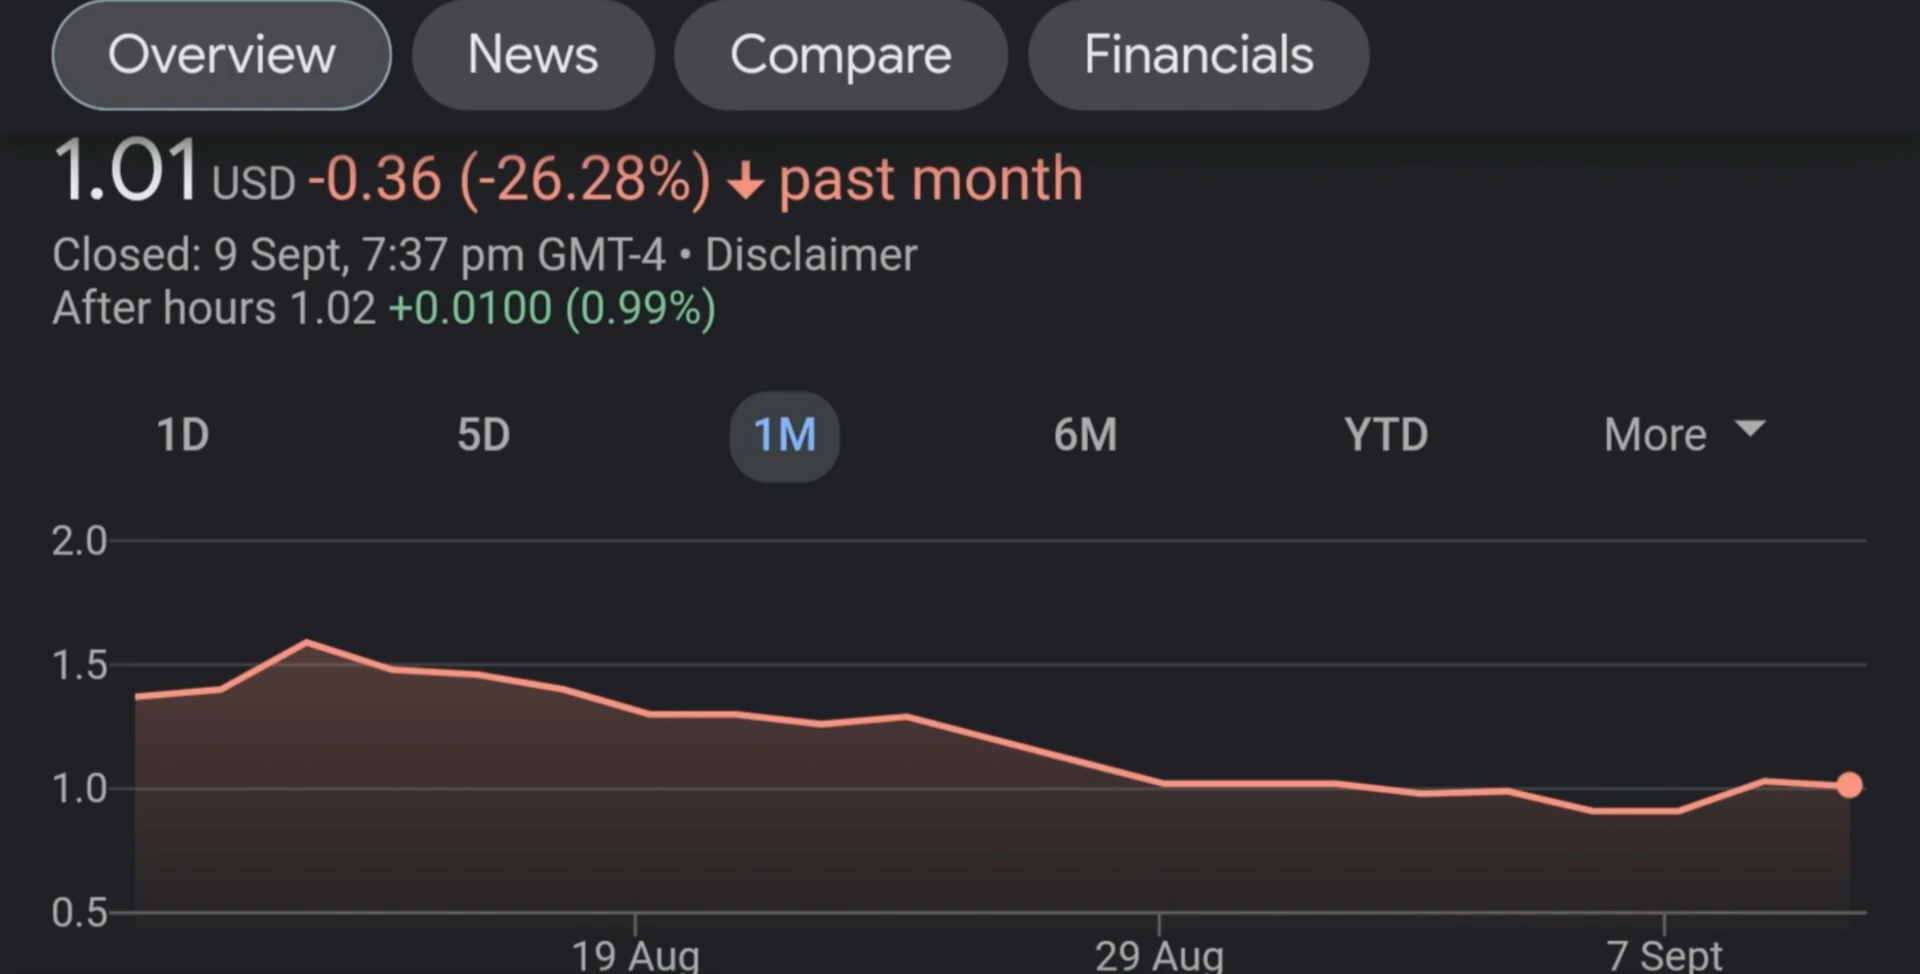 Overview News Compare Financials
1.01 USD -0.36 (-26.28%) ↓ past month
Closed: 9 Sept, 7:37 pm GMT-4 • Disclaimer
After hours 1.02 +0.0100 (0.99%)
1D 5D 1M 6M YTD More
2.0
1.5
1.0
0.5
19 Aug 29 Aug 7 Sept